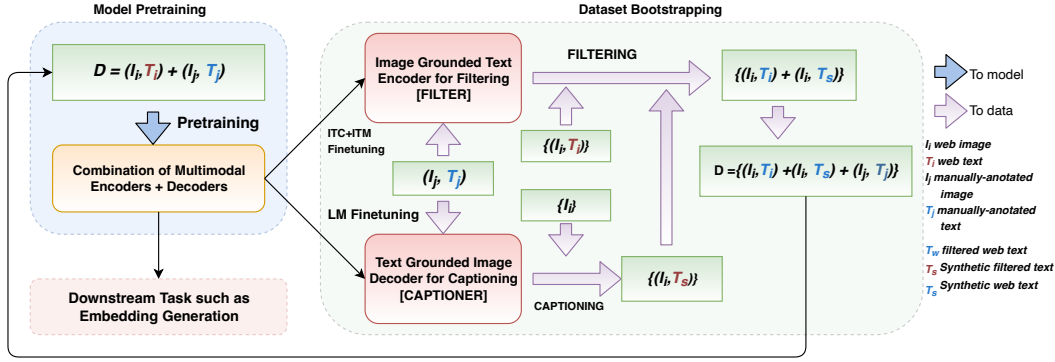 Model Pretraining
Dataset Bootstrapping
D = (Ii,Ti) + (Ij, Tj)
Pretraining
Combination of Multimodal
Encoders + Decoders
Downstream Task such as
Embedding Generation
Image Grounded Text
Encoder for Filtering
[FILTER]
ITC+ITM
Finetuning
(Ij, Tj)
LM Finetuning
Text Grounded Image
Decoder for Captioning
[CAPTIONER]
FILTERING
{(Ii,Ti)}
{Ii}
CAPTIONING
{(Ii,Ts)}
{(Ii,Ti) + (Ii, Ts)}
D ={(Ii,Ti) +(Ii, Ts) + (Ij, Tj)}
To model
To data
Ii web image
Ti web text
Ij manually-anotated
image
Tj manually-anotated
text
Tw filtered web text
Ts Synthetic filtered text
Ts Synthetic web text